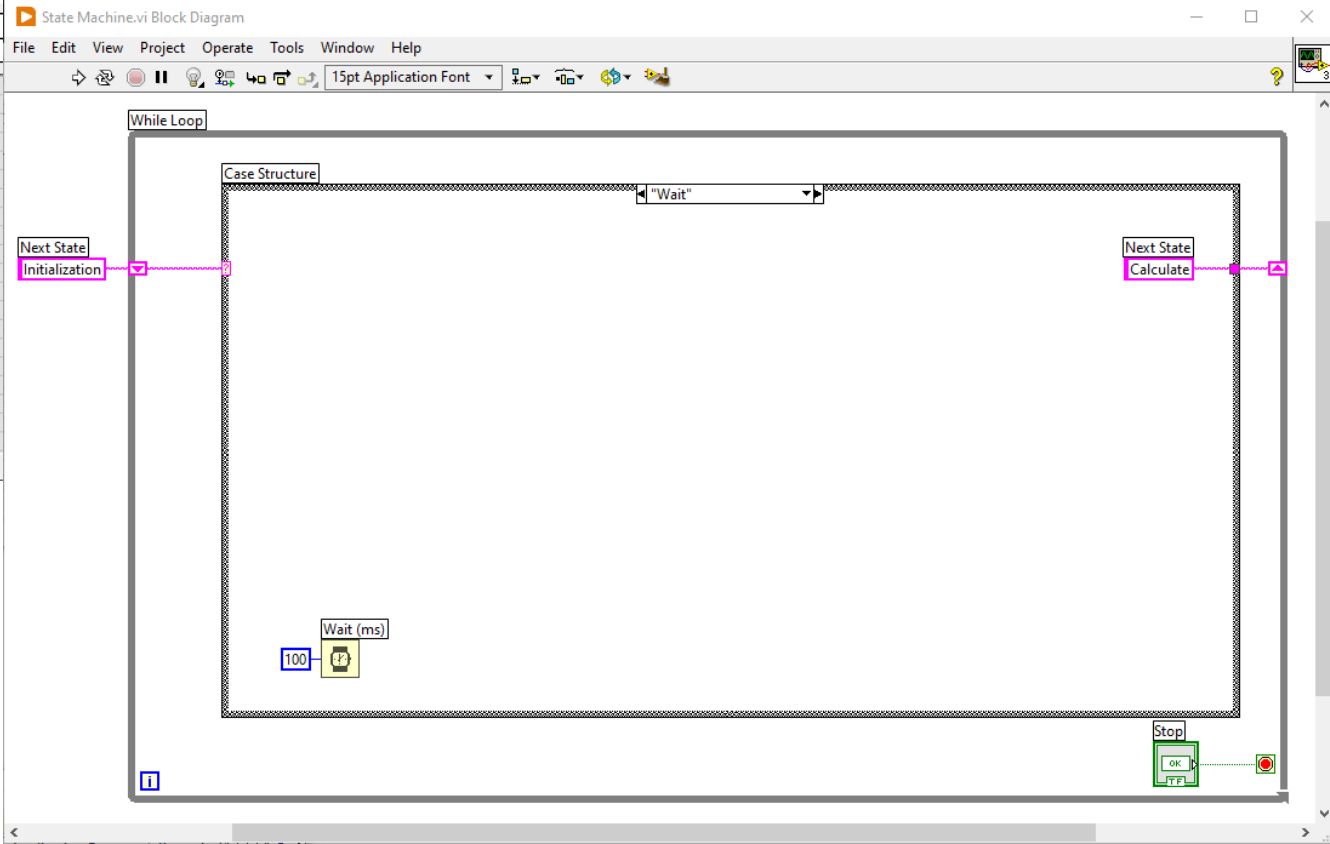 State Machine.vi Block Diagram
File Edit View Project Operate Tools Window Help
15pt Application Font
?
3
While Loop
Case Structure
"Wait"
Next State
Initialization
?
Next State
Calculate
Wait (ms)
100
Stop
OK
TF
i